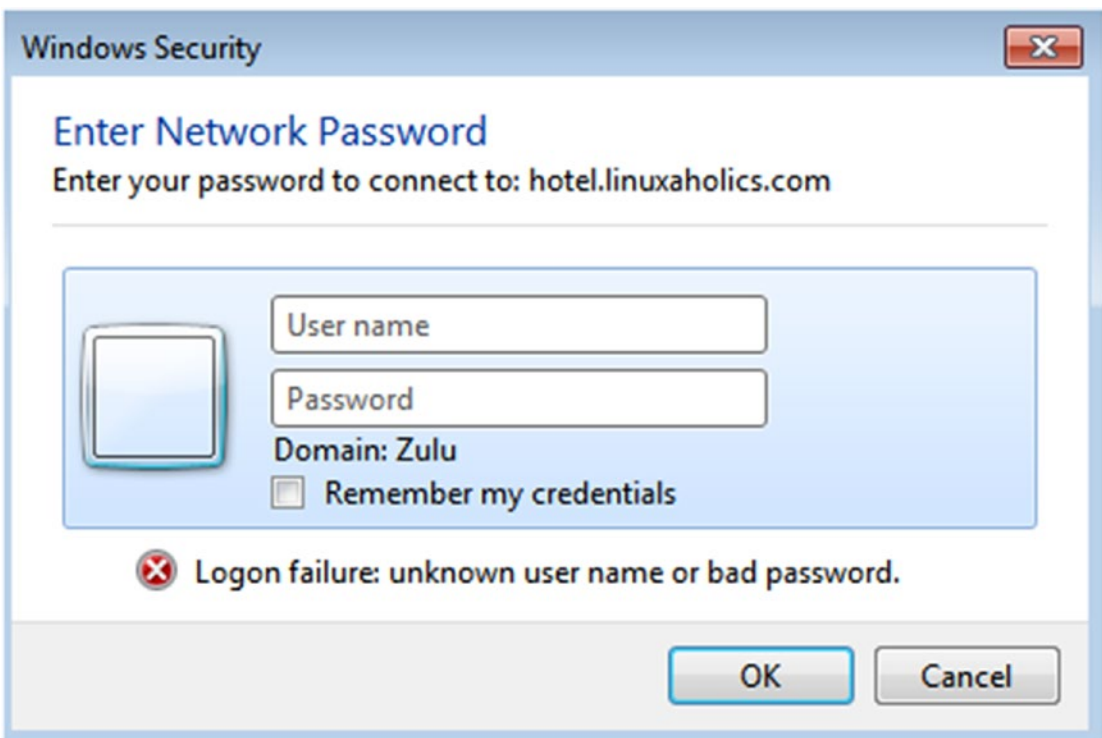 Windows Security
Enter Network Password
Enter your password to connect to: hotel.linuxaholics.com
User name
Password
Domain: Zulu
Remember my credentials
Logon failure: unknown user name or bad password.
OK
Cancel